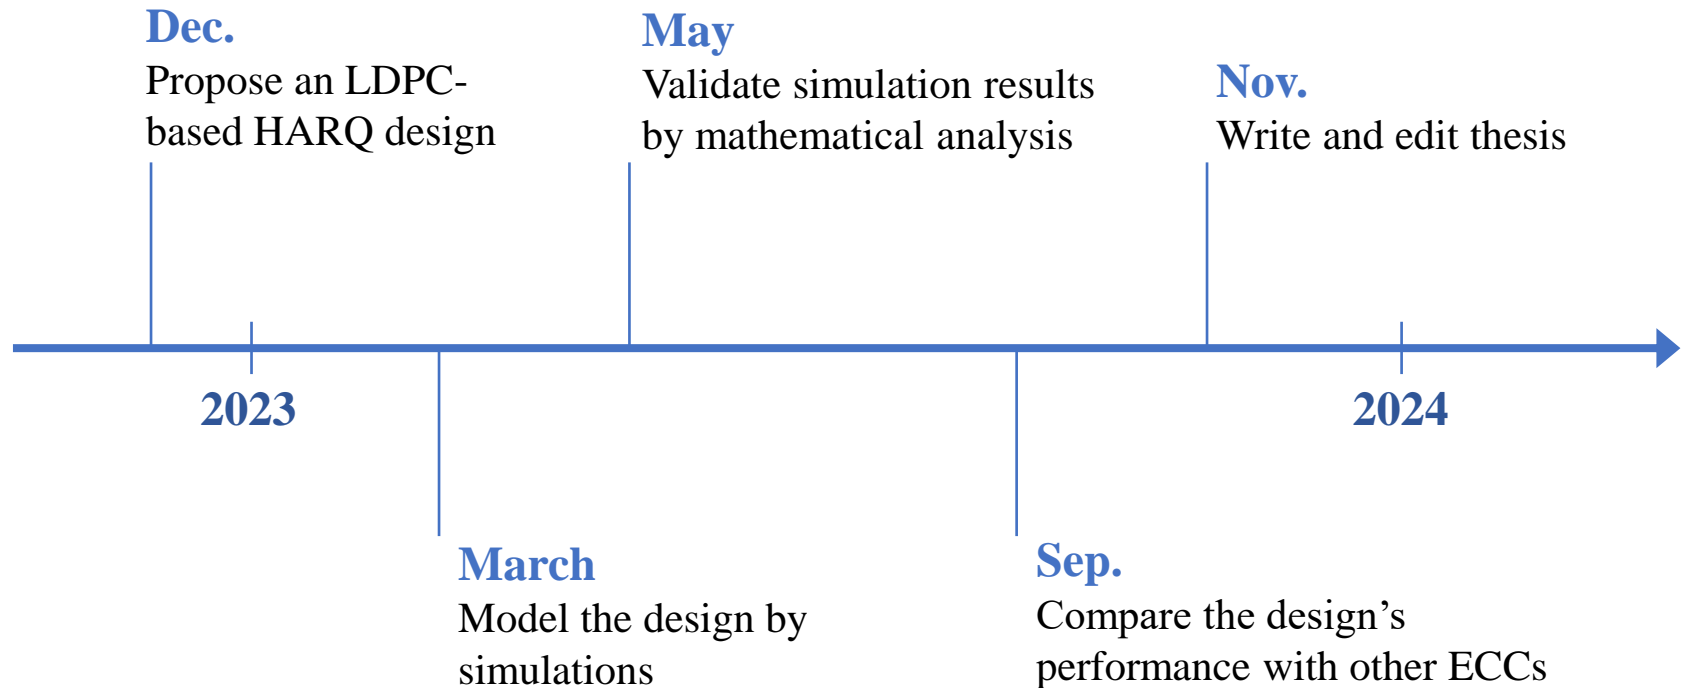 Dec.
Propose an LDPC-
based HARQ design
May
Validate simulation results
by mathematical analysis
Nov.
Write and edit thesis
2023
2024
March
Model the design by
simulations
Sep.
Compare the design’s
performance with other ECCs